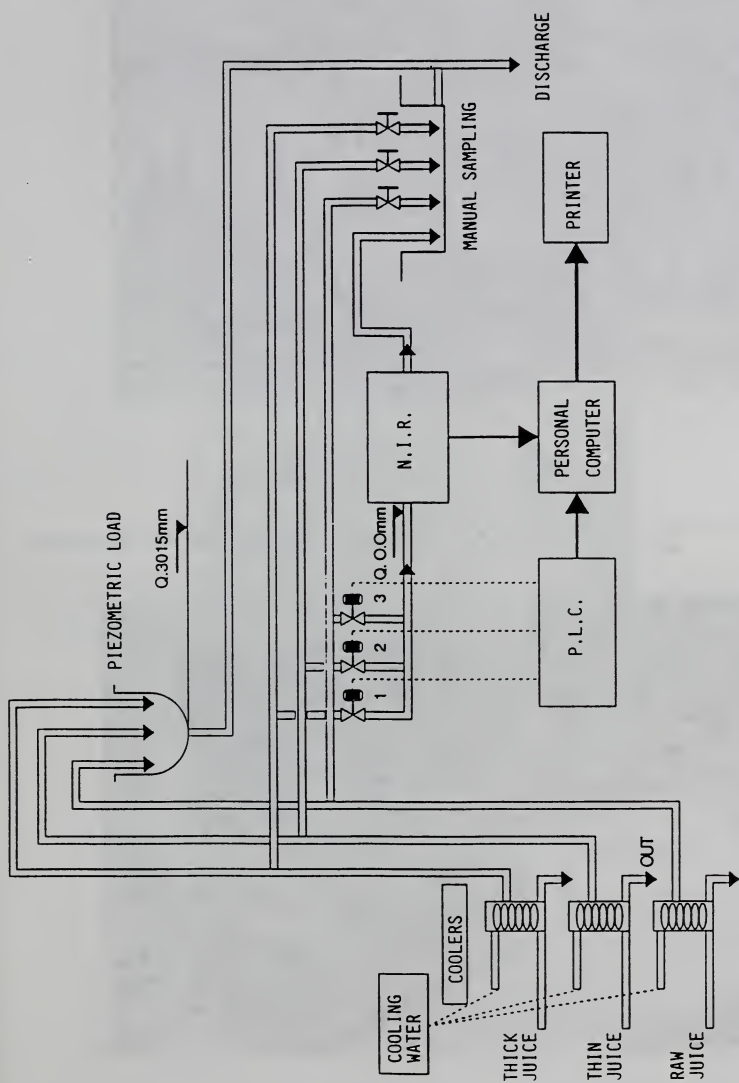 PIEZOMETRIC LOAD
Q.3015mm
COOLING
WATER
COOLERS
THICK
JUICE
THIN
JUICE
RAW
JUICE
OUT
1
2
3
Q. 0.0mm
N.I.R.
P.L.C.
PERSONAL
COMPUTER
PRINTER
MANUAL SAMPLING
DISCHARGE